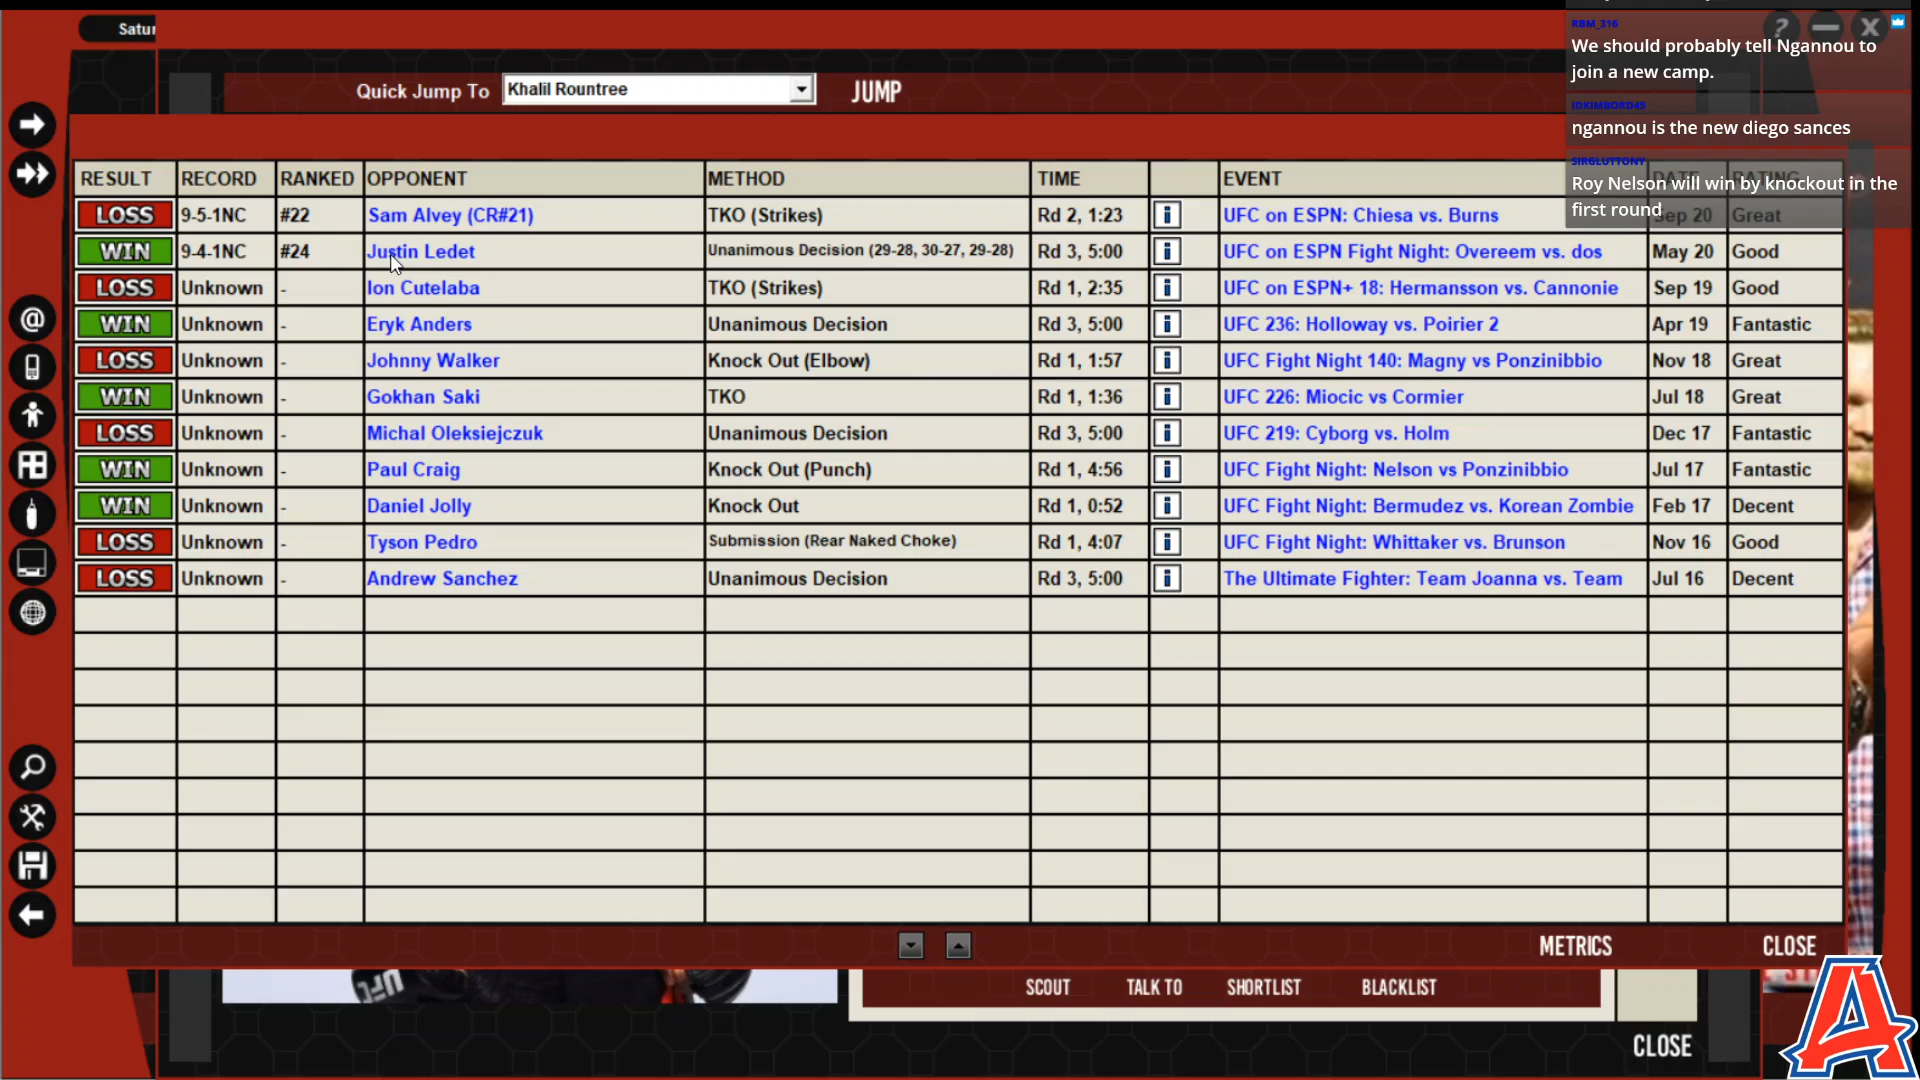 Satur
Quick Jump To Khalil Rountree JUMP
? — X
RBM_316
We should probably tell Ngannou to
join a new camp.
IDKIMBORD45
ngannou is the new diego sances
SIRGLUTTONY
Roy Nelson will win by knockout in the
first round
RESULT RECORD RANKED OPPONENT METHOD TIME EVENT DATE RATING
LOSS 9-5-1NC #22 Sam Alvey (CR#21) TKO (Strikes) Rd 2, 1:23 i UFC on ESPN: Chiesa vs. Burns Sep 20 Great
WIN 9-4-1NC #24 Justin Ledet Unanimous Decision (29-28, 30-27, 29-28) Rd 3, 5:00 i UFC on ESPN Fight Night: Overeem vs. dos May 20 Good
LOSS Unknown - Ion Cutelaba TKO (Strikes) Rd 1, 2:35 i UFC on ESPN+ 18: Hermansson vs. Cannonie Sep 19 Good
WIN Unknown - Eryk Anders Unanimous Decision Rd 3, 5:00 i UFC 236: Holloway vs. Poirier 2 Apr 19 Fantastic
LOSS Unknown - Johnny Walker Knock Out (Elbow) Rd 1, 1:57 i UFC Fight Night 140: Magny vs Ponzinibbio Nov 18 Great
WIN Unknown - Gokhan Saki TKO Rd 1, 1:36 i UFC 226: Miocic vs Cormier Jul 18 Great
LOSS Unknown - Michal Oleksiejczuk Unanimous Decision Rd 3, 5:00 i UFC 219: Cyborg vs. Holm Dec 17 Fantastic
WIN Unknown - Paul Craig Knock Out (Punch) Rd 1, 4:56 i UFC Fight Night: Nelson vs Ponzinibbio Jul 17 Fantastic
WIN Unknown - Daniel Jolly Knock Out Rd 1, 0:52 i UFC Fight Night: Bermudez vs. Korean Zombie Feb 17 Decent
LOSS Unknown - Tyson Pedro Submission (Rear Naked Choke) Rd 1, 4:07 i UFC Fight Night: Whittaker vs. Brunson Nov 16 Good
LOSS Unknown - Andrew Sanchez Unanimous Decision Rd 3, 5:00 i The Ultimate Fighter: Team Joanna vs. Team Jul 16 Decent
METRICS CLOSE
UFC
SCOUT TALK TO SHORTLIST BLACKLIST
CLOSE
A